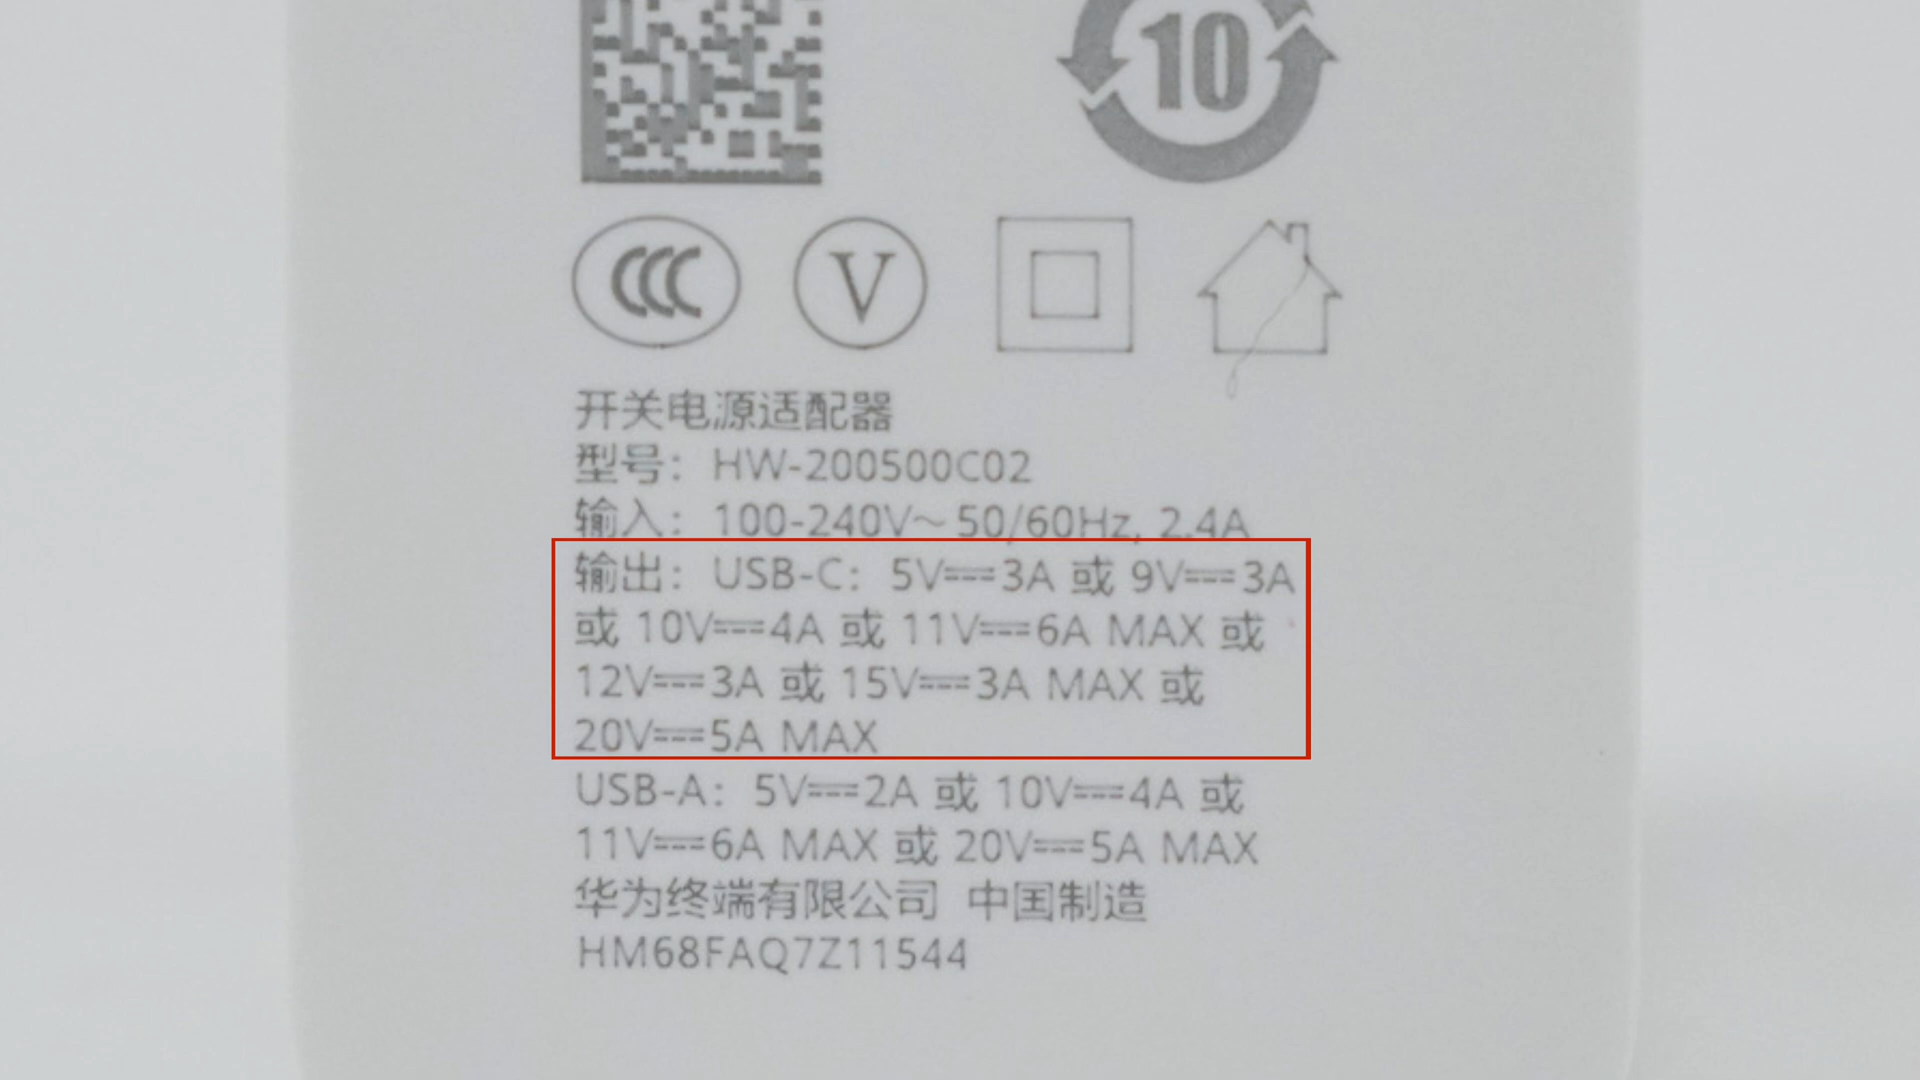 10
CCC
V
开关电源适配器
型号：HW-200500C02
输入：100-240V～50/60Hz, 2.4A
输出：USB-C：5V⎓3A 或 9V⎓3A
或 10V⎓4A 或 11V⎓6A MAX 或
12V⎓3A 或 15V⎓3A MAX 或
20V⎓5A MAX
USB-A：5V⎓2A 或 10V⎓4A 或
11V⎓6A MAX 或 20V⎓5A MAX
华为终端有限公司 中国制造
HM68FAQ7Z11544